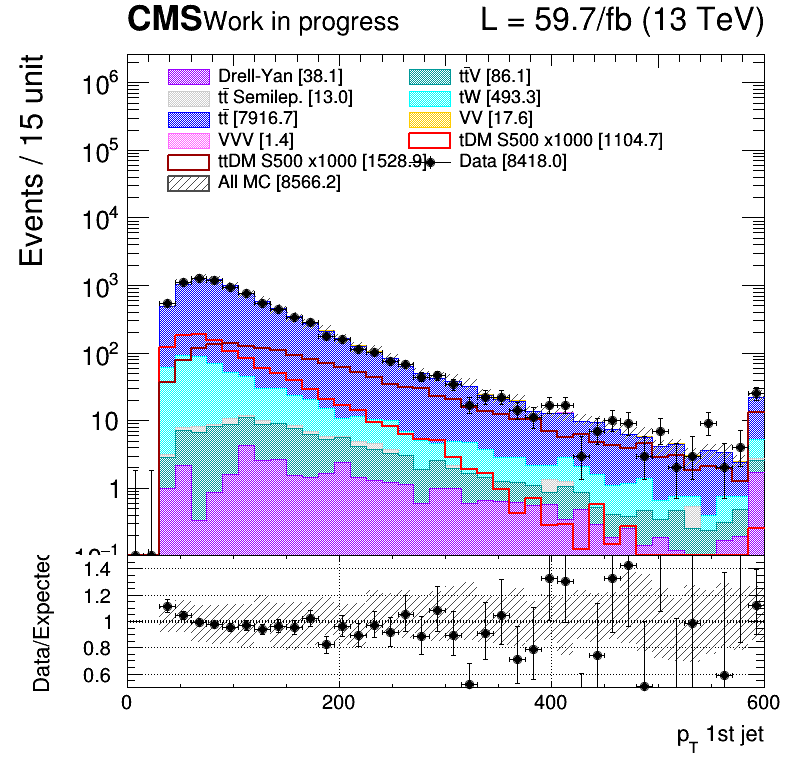 CMS Work in progress L = 59.7/fb (13 TeV)
Events / 15 unit
Drell-Yan [38.1] tt̄V [86.1]
tt̄ Semilep. [13.0] tW [493.3]
tt̄ [7916.7] VV [17.6]
VVV [1.4] tDM S500 x1000 [1104.7]
ttDM S500 x1000 [1528.9] Data [8418.0]
All MC [8566.2]
10⁶
10⁵
10⁴
10³
10²
10
1
10⁻¹
Data/Expected
1.4
1.2
1
0.8
0.6
0 200 400 600
p_T 1st jet